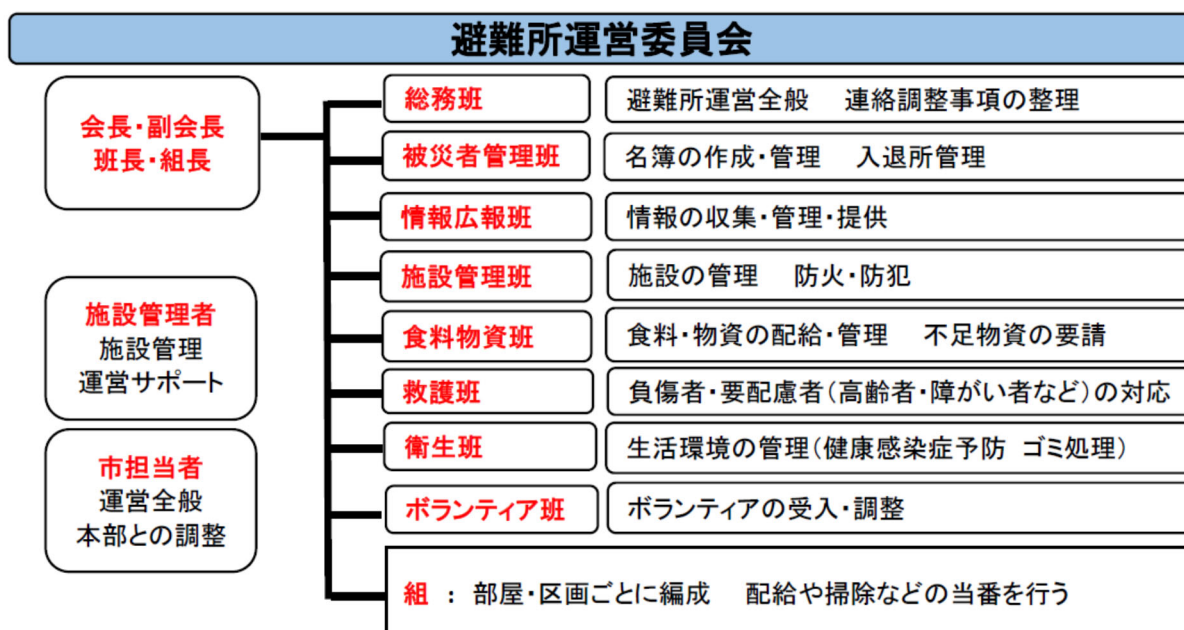 避難所運営委員会
会長・副会長
班長・組長
施設管理者
施設管理
運営サポート
市担当者
運営全般
本部との調整
総務班
避難所運営全般　連絡調整事項の整理
被災者管理班
名簿の作成・管理　入退所管理
情報広報班
情報の収集・管理・提供
施設管理班
施設の管理　防火・防犯
食料物資班
食料・物資の配給・管理　不足物資の要請
救護班
負傷者・要配慮者(高齢者・障がい者など)の対応
衛生班
生活環境の管理(健康感染症予防　ゴミ処理)
ボランティア班
ボランティアの受入・調整
組 : 部屋・区画ごとに編成　配給や掃除などの当番を行う